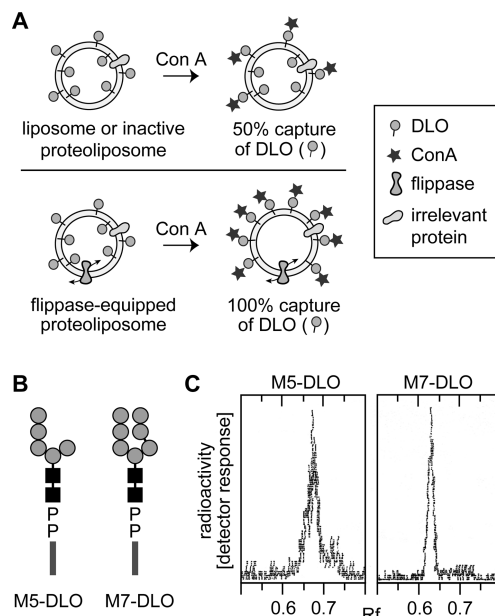 A
Con A
liposome or inactive
proteoliposome
50% capture
of DLO ( )
Con A
flippase-equipped
proteoliposome
100% capture
of DLO ( )
DLO
ConA
flippase
irrelevant
protein
B
P
P
M5-DLO
P
P
M7-DLO
C
M5-DLO
M7-DLO
radioactivity
[detector response]
0.6 0.7
Rf
0.6 0.7